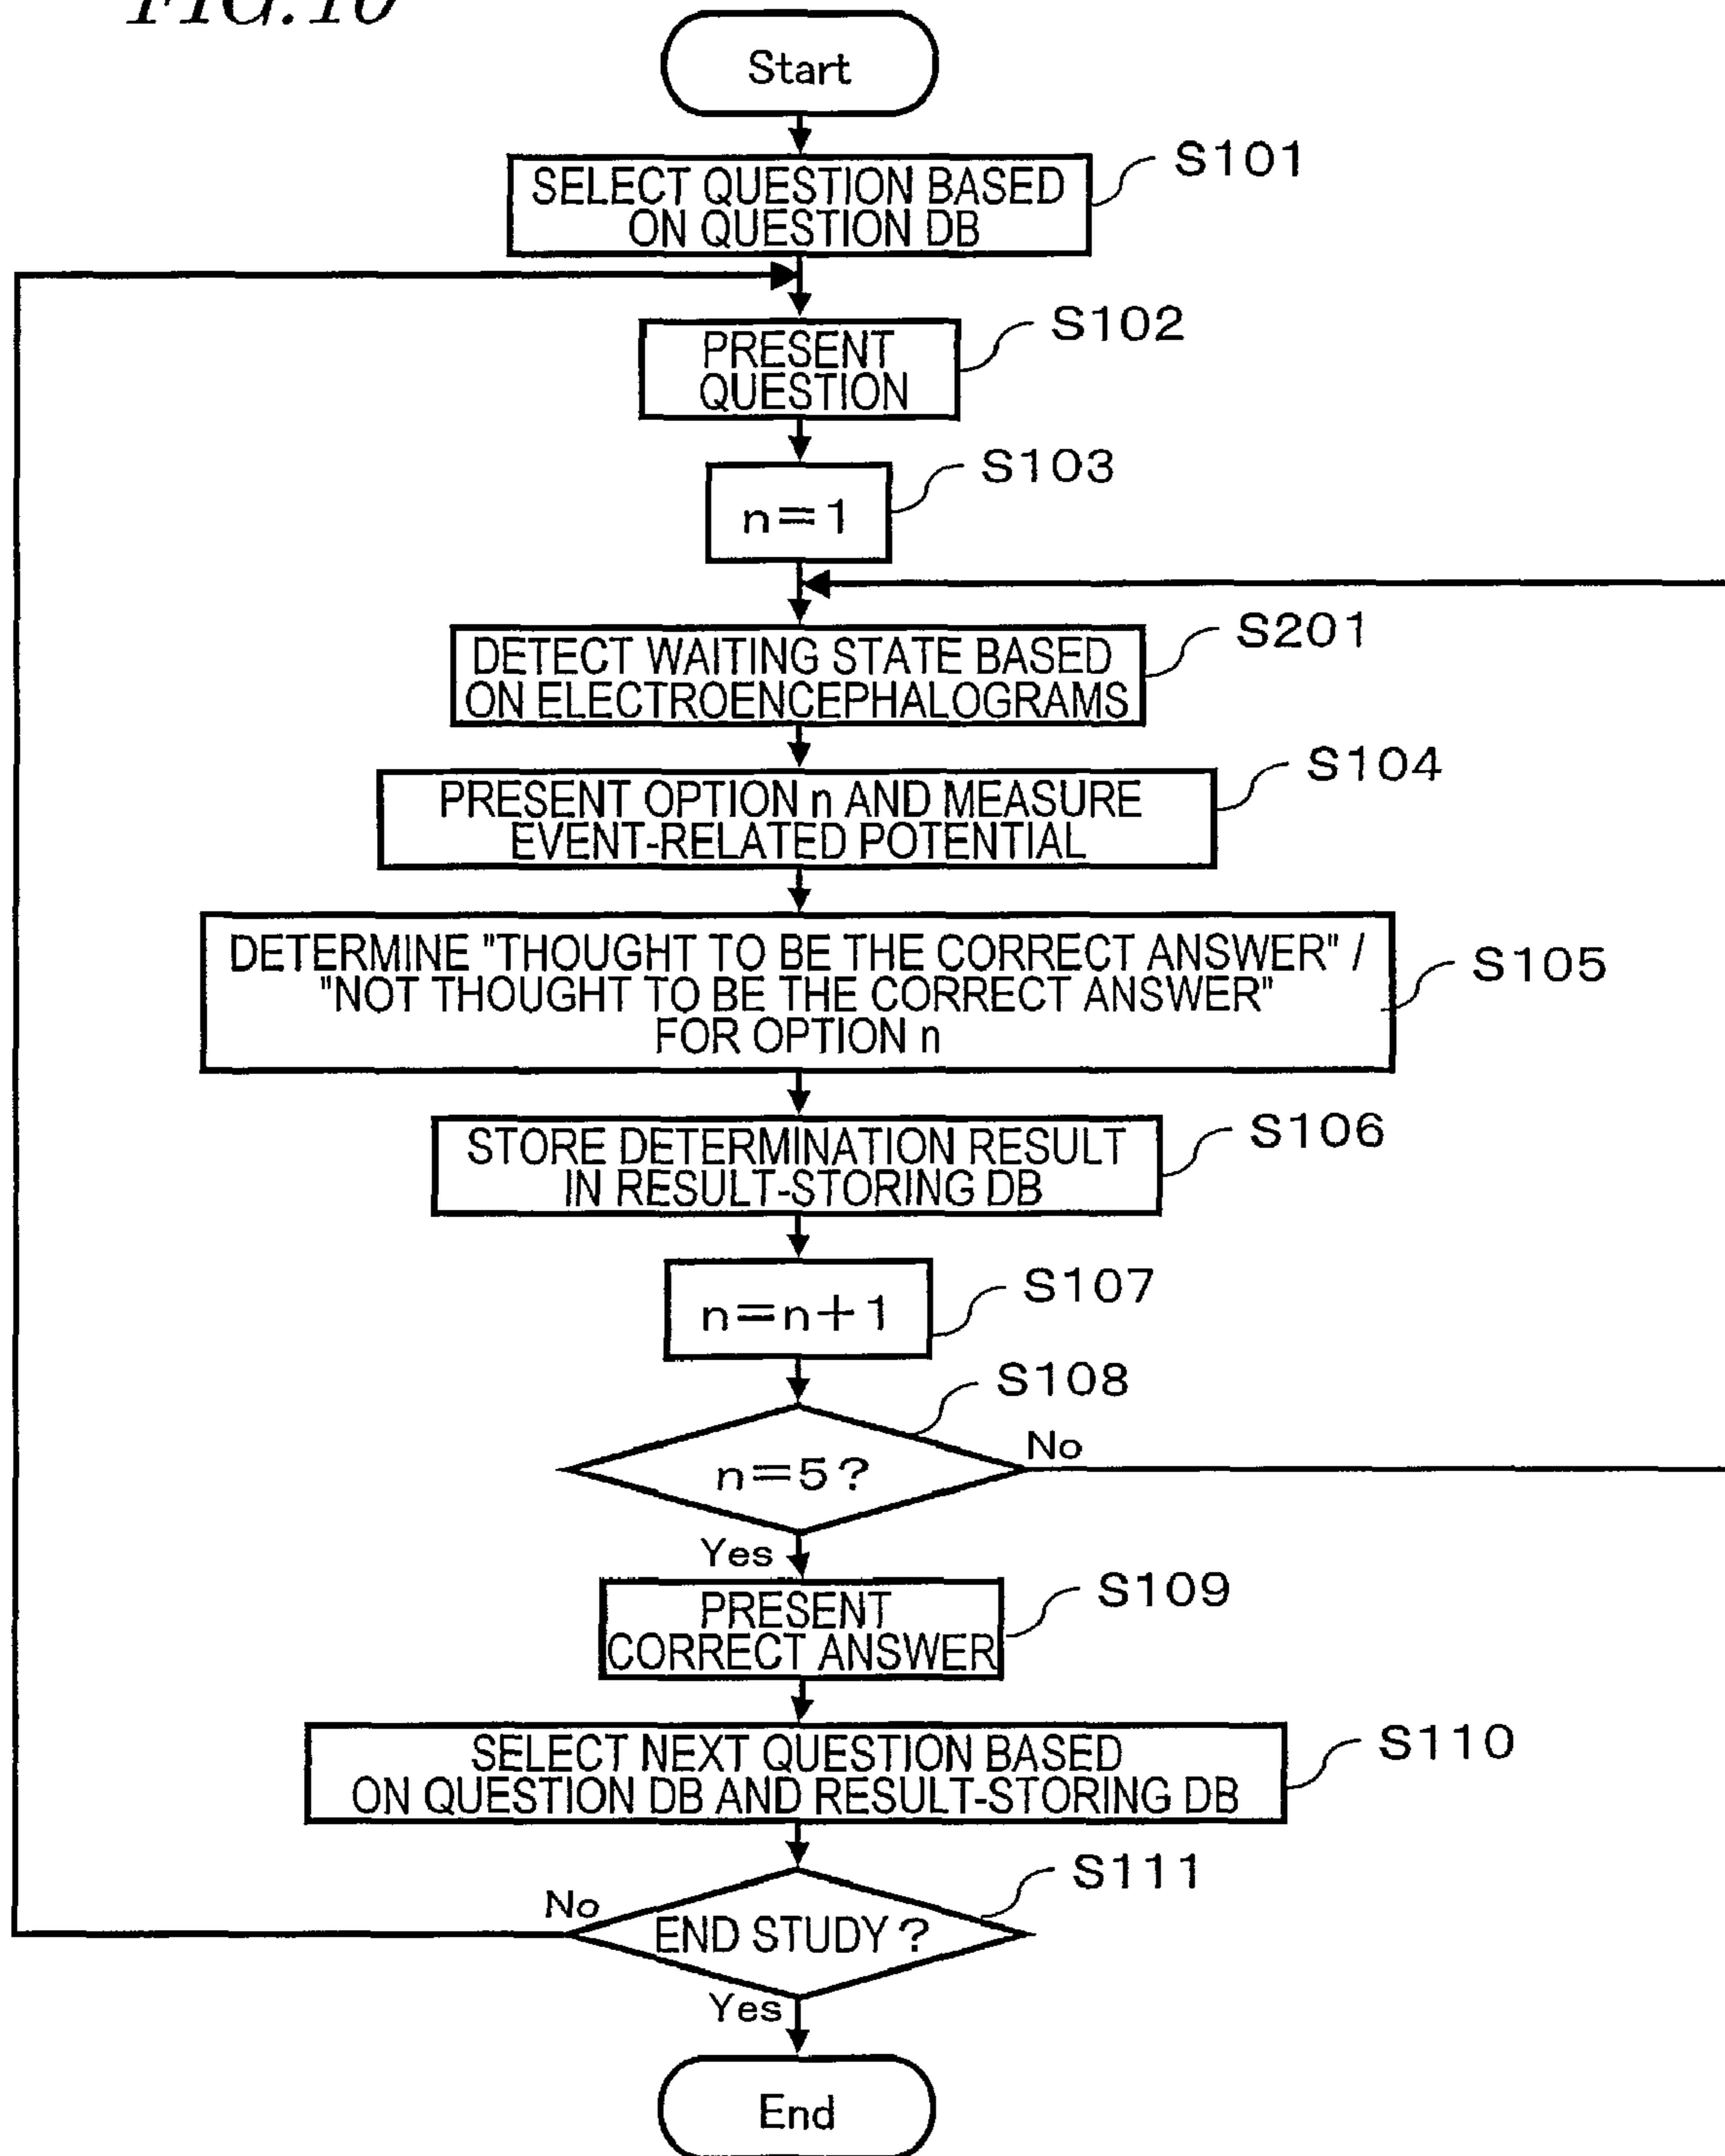 FIG.10
Start
S101
SELECT QUESTION BASED
ON QUESTION DB
S102
PRESENT
QUESTION
S103
n=1
S201
DETECT WAITING STATE BASED
ON ELECTROENCEPHALOGRAMS
S104
PRESENT OPTION n AND MEASURE
EVENT-RELATED POTENTIAL
S105
DETERMINE "THOUGHT TO BE THE CORRECT ANSWER" /
"NOT THOUGHT TO BE THE CORRECT ANSWER"
FOR OPTION n
S106
STORE DETERMINATION RESULT
IN RESULT-STORING DB
S107
n=n+1
S108
No
n=5?
Yes
S109
PRESENT
CORRECT ANSWER
S110
SELECT NEXT QUESTION BASED
ON QUESTION DB AND RESULT-STORING DB
S111
No
END STUDY?
Yes
End